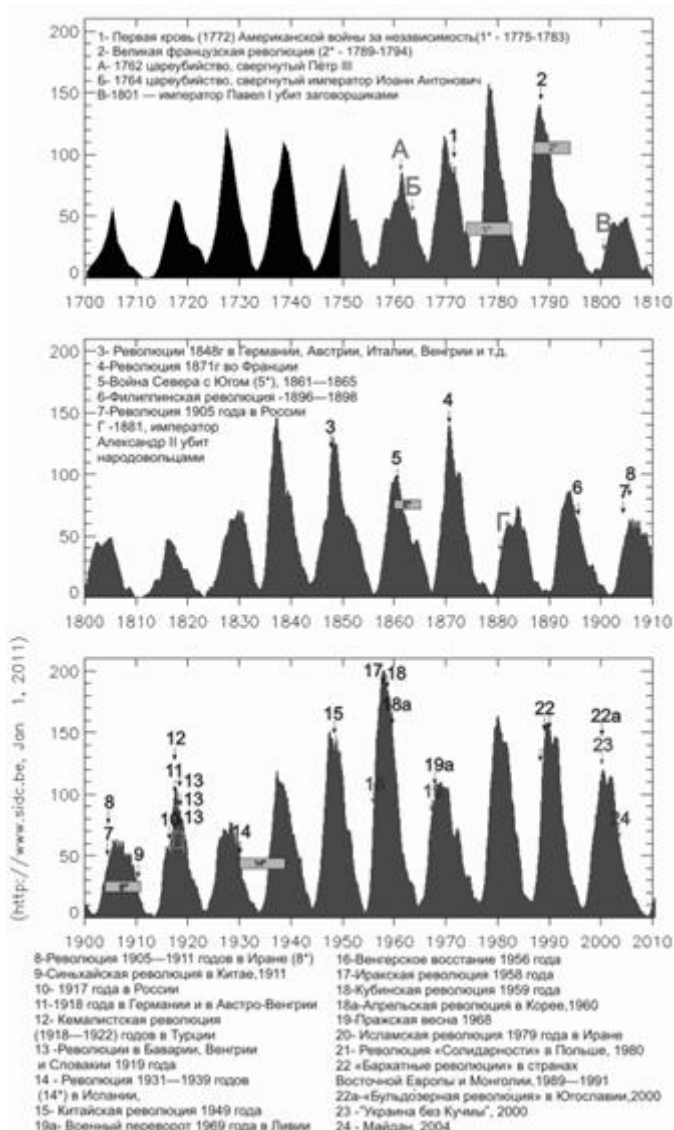 200
1- Первая кровь (1772) Американской войны за независимость(1* - 1775-1783)
2- Великая французская революция (2* - 1789-1794)
А- 1762 цареубийство, свергнутый Пётр III
Б- 1764 цареубийство, свергнутый император Иоанн Антонович
В-1801 — император Павел I убит заговорщиками
150
100
50
0
А
Б
1
2
В
1700 1710 1720 1730 1740 1750 1760 1770 1780 1790 1800 1810
200
3- Революции 1848г в Германии, Австрии, Италии, Венгрии и т.д.
4-Революция 1871г во Франции
5-Война Севера с Югом (5*), 1861—1865
6-Филиппинская революция -1896—1898
7-Революция 1905 года в России
Г -1881, император
Александр II убит
народовольцами
150
100
50
0
3
5
4
Г
6
7
8
1800 1810 1820 1830 1840 1850 1860 1870 1880 1890 1900 1910
200
150
100
50
0
8
7
9
12
11 13
13
10 13
14
15
17 18
18a
19a
22
22a
23
24
1900 1910 1920 1930 1940 1950 1960 1970 1980 1990 2000 2010
(http://www.sidc.be, Jan 1, 2011)
8-Революция 1905—1911 годов в Иране (8*)
9-Синьхайская революция в Китае,1911
10- 1917 года в России
11-1918 года в Германии и в Австро-Венгрии
12- Кемалистская революция
(1918—1922) годов в Турции
13 -Революции в Баварии, Венгрии
и Словакии 1919 года
14 - Революция 1931—1939 годов
(14*) в Испании,
15- Китайская революция 1949 года
19а- Военный переворот 1969 года в Ливии
16-Венгерское восстание 1956 года
17-Иракская революция 1958 года
18-Кубинская революция 1959 года
18а-Апрельская революция в Корее,1960
19-Пражская весна 1968
20- Исламская революция 1979 года в Иране
21- Революция «Солидарности» в Польше, 1980
22 «Бархатные революции» в странах
Восточной Европы и Монголии,1989—1991
22а-«Бульдозерная революция» в Югославии,2000
23 -"Украина без Кучмы", 2000
24 - Майдан, 2004